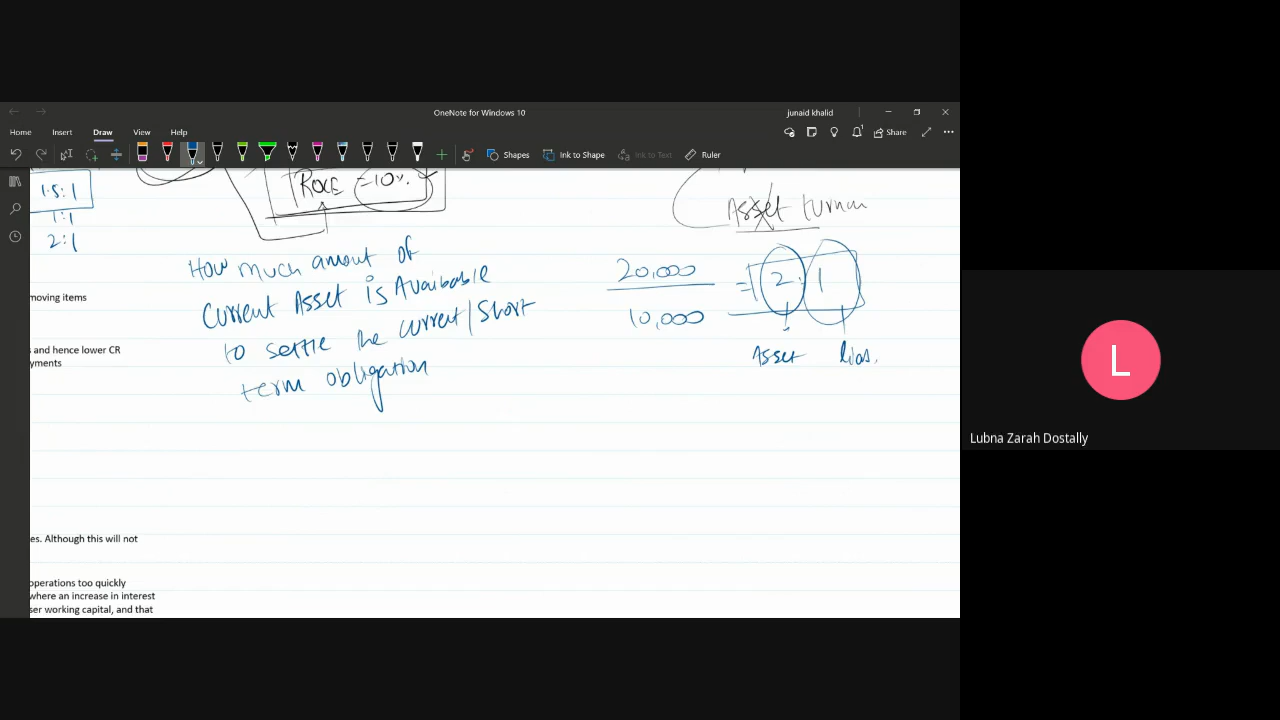 OneNote for Windows 10
junaid khalid
Home Insert Draw View Help
Share
Shapes Ink to Shape Ink to Text Ruler
1.5:1
1:1
2:1
ROCE = 10%.
Asset turnov
How much amount of
current Asset is Available
to settle the current/short
term obligation
20,000
10,000
= 2 : 1
Asset lias.
moving items
s and hence lower CR
yments
es. Although this will not
operations too quickly
where an increase in interest
ser working capital, and that
L
Lubna Zarah Dostally